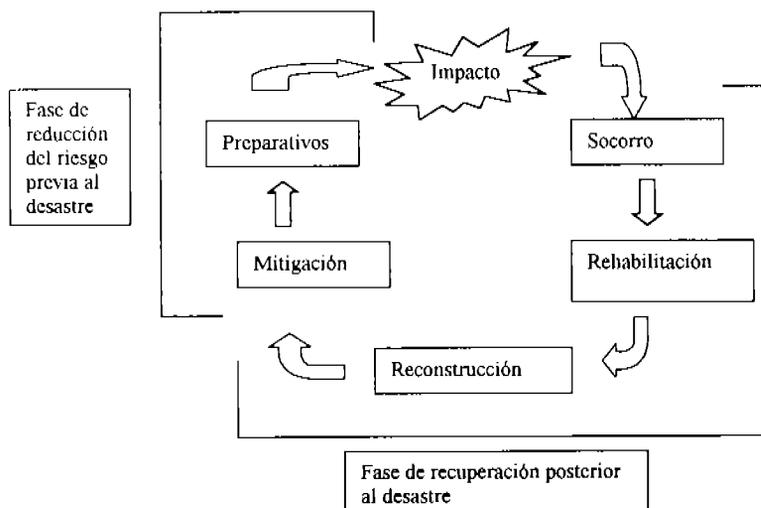 Impacto
Fase de
reducción
del riesgo
previa al
desastre
Preparativos
Socorro
Mitigación
Rehabilitación
Reconstrucción
Fase de recuperación posterior
al desastre